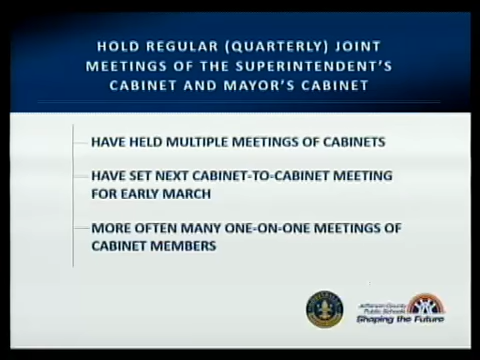 HOLD REGULAR (QUARTERLY) JOINT
MEETINGS OF THE SUPERINTENDENT'S
CABINET AND MAYOR'S CABINET
HAVE HELD MULTIPLE MEETINGS OF CABINETS
HAVE SET NEXT CABINET-TO-CABINET MEETING
FOR EARLY MARCH
MORE OFTEN MANY ONE-ON-ONE MEETINGS OF
CABINET MEMBERS
Jefferson County
Public Schools
Shaping the Future